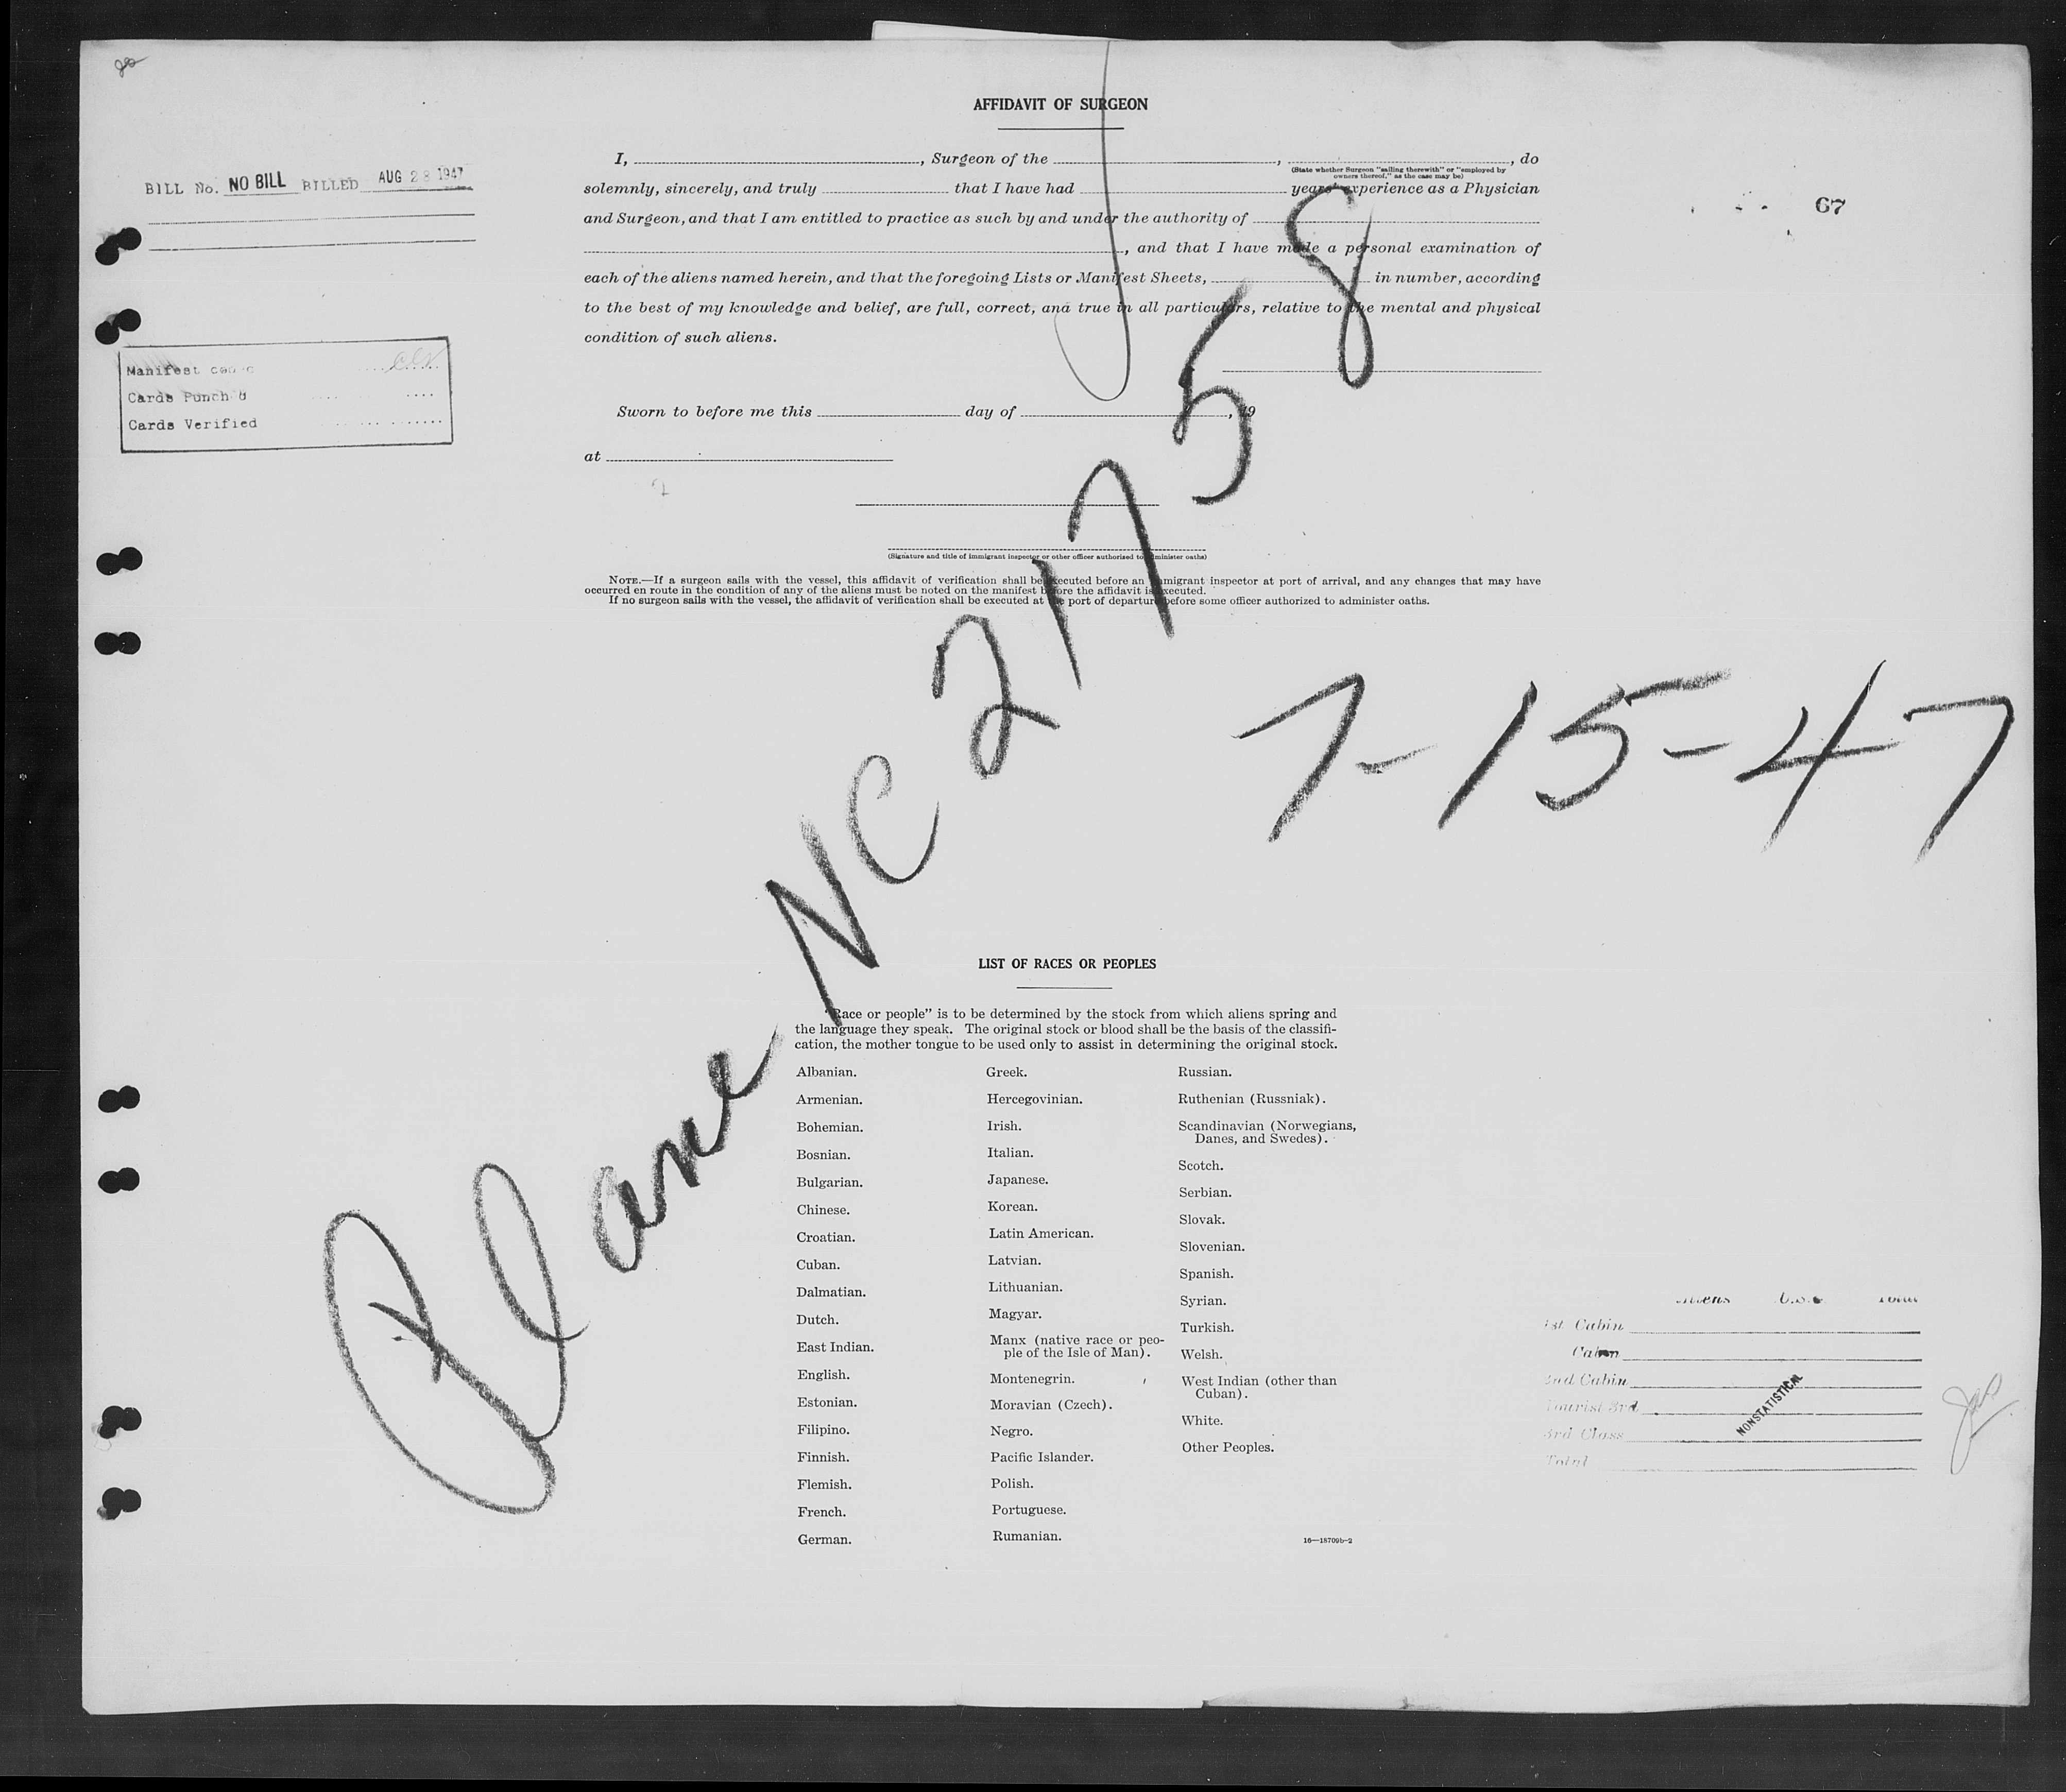 AFFIDAVIT OF SURGEON
I, , Surgeon of the , , do
(State whether Surgeon "sailing therewith" or "employed by
owners thereof," as the case may be)
solemnly, sincerely, and truly that I have had years' experience as a Physician
and Surgeon, and that I am entitled to practice as such by and under the authority of
, and that I have made a personal examination of
each of the aliens named herein, and that the foregoing Lists or Manifest Sheets, in number, according
to the best of my knowledge and belief, are full, correct, and true in all particulars, relative to the mental and physical
condition of such aliens.
Sworn to before me this day of , 19
at
(Signature and title of immigrant inspector or other officer authorized to administer oaths)
NOTE.—If a surgeon sails with the vessel, this affidavit of verification shall be executed before an immigrant inspector at port of arrival, and any changes that may have
occurred en route in the condition of any of the aliens must be noted on the manifest before the affidavit is executed.
If no surgeon sails with the vessel, the affidavit of verification shall be executed at the port of departure before some officer authorized to administer oaths.
BILL No. NO BILL BILLED AUG 28 1947
Manifest
Cards Punch'd
Cards Verified
67
Plane NC 21758
7-15-47
LIST OF RACES OR PEOPLES
"Race or people" is to be determined by the stock from which aliens spring and
the language they speak. The original stock or blood shall be the basis of the classifi-
cation, the mother tongue to be used only to assist in determining the original stock.
Albanian.
Armenian.
Bohemian.
Bosnian.
Bulgarian.
Chinese.
Croatian.
Cuban.
Dalmatian.
Dutch.
East Indian.
English.
Estonian.
Filipino.
Finnish.
Flemish.
French.
German.
Greek.
Hercegovinian.
Irish.
Italian.
Japanese.
Korean.
Latin American.
Latvian.
Lithuanian.
Magyar.
Manx (native race or peo-
ple of the Isle of Man).
Montenegrin.
Moravian (Czech).
Negro.
Pacific Islander.
Polish.
Portuguese.
Rumanian.
Russian.
Ruthenian (Russniak).
Scandinavian (Norwegians,
Danes, and Swedes).
Scotch.
Serbian.
Slovak.
Slovenian.
Spanish.
Syrian.
Turkish.
Welsh.
West Indian (other than
Cuban).
White.
Other Peoples.
16—18709b-2
Aliens U.S.C. Total
1st Cabin
Cabin
2nd Cabin
Tourist 3rd
3rd Class
Total
NONSTATISTICAL